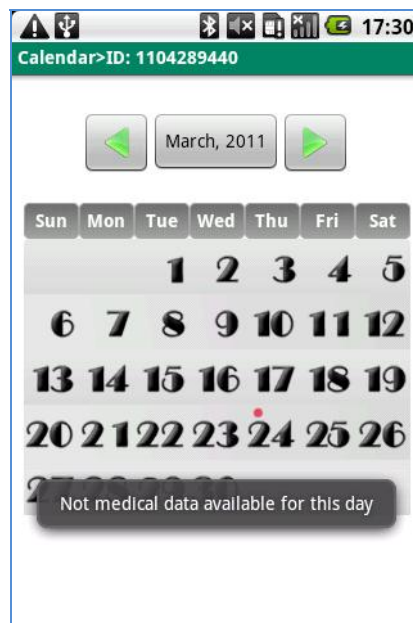 17:30
Calendar>ID: 1104289440
March, 2011
Sun Mon Tue Wed Thu Fri Sat
1 2 3 4 5
6 7 8 9 10 11 12
13 14 15 16 17 18 19
20 21 22 23 24 25 26
27
Not medical data available for this day